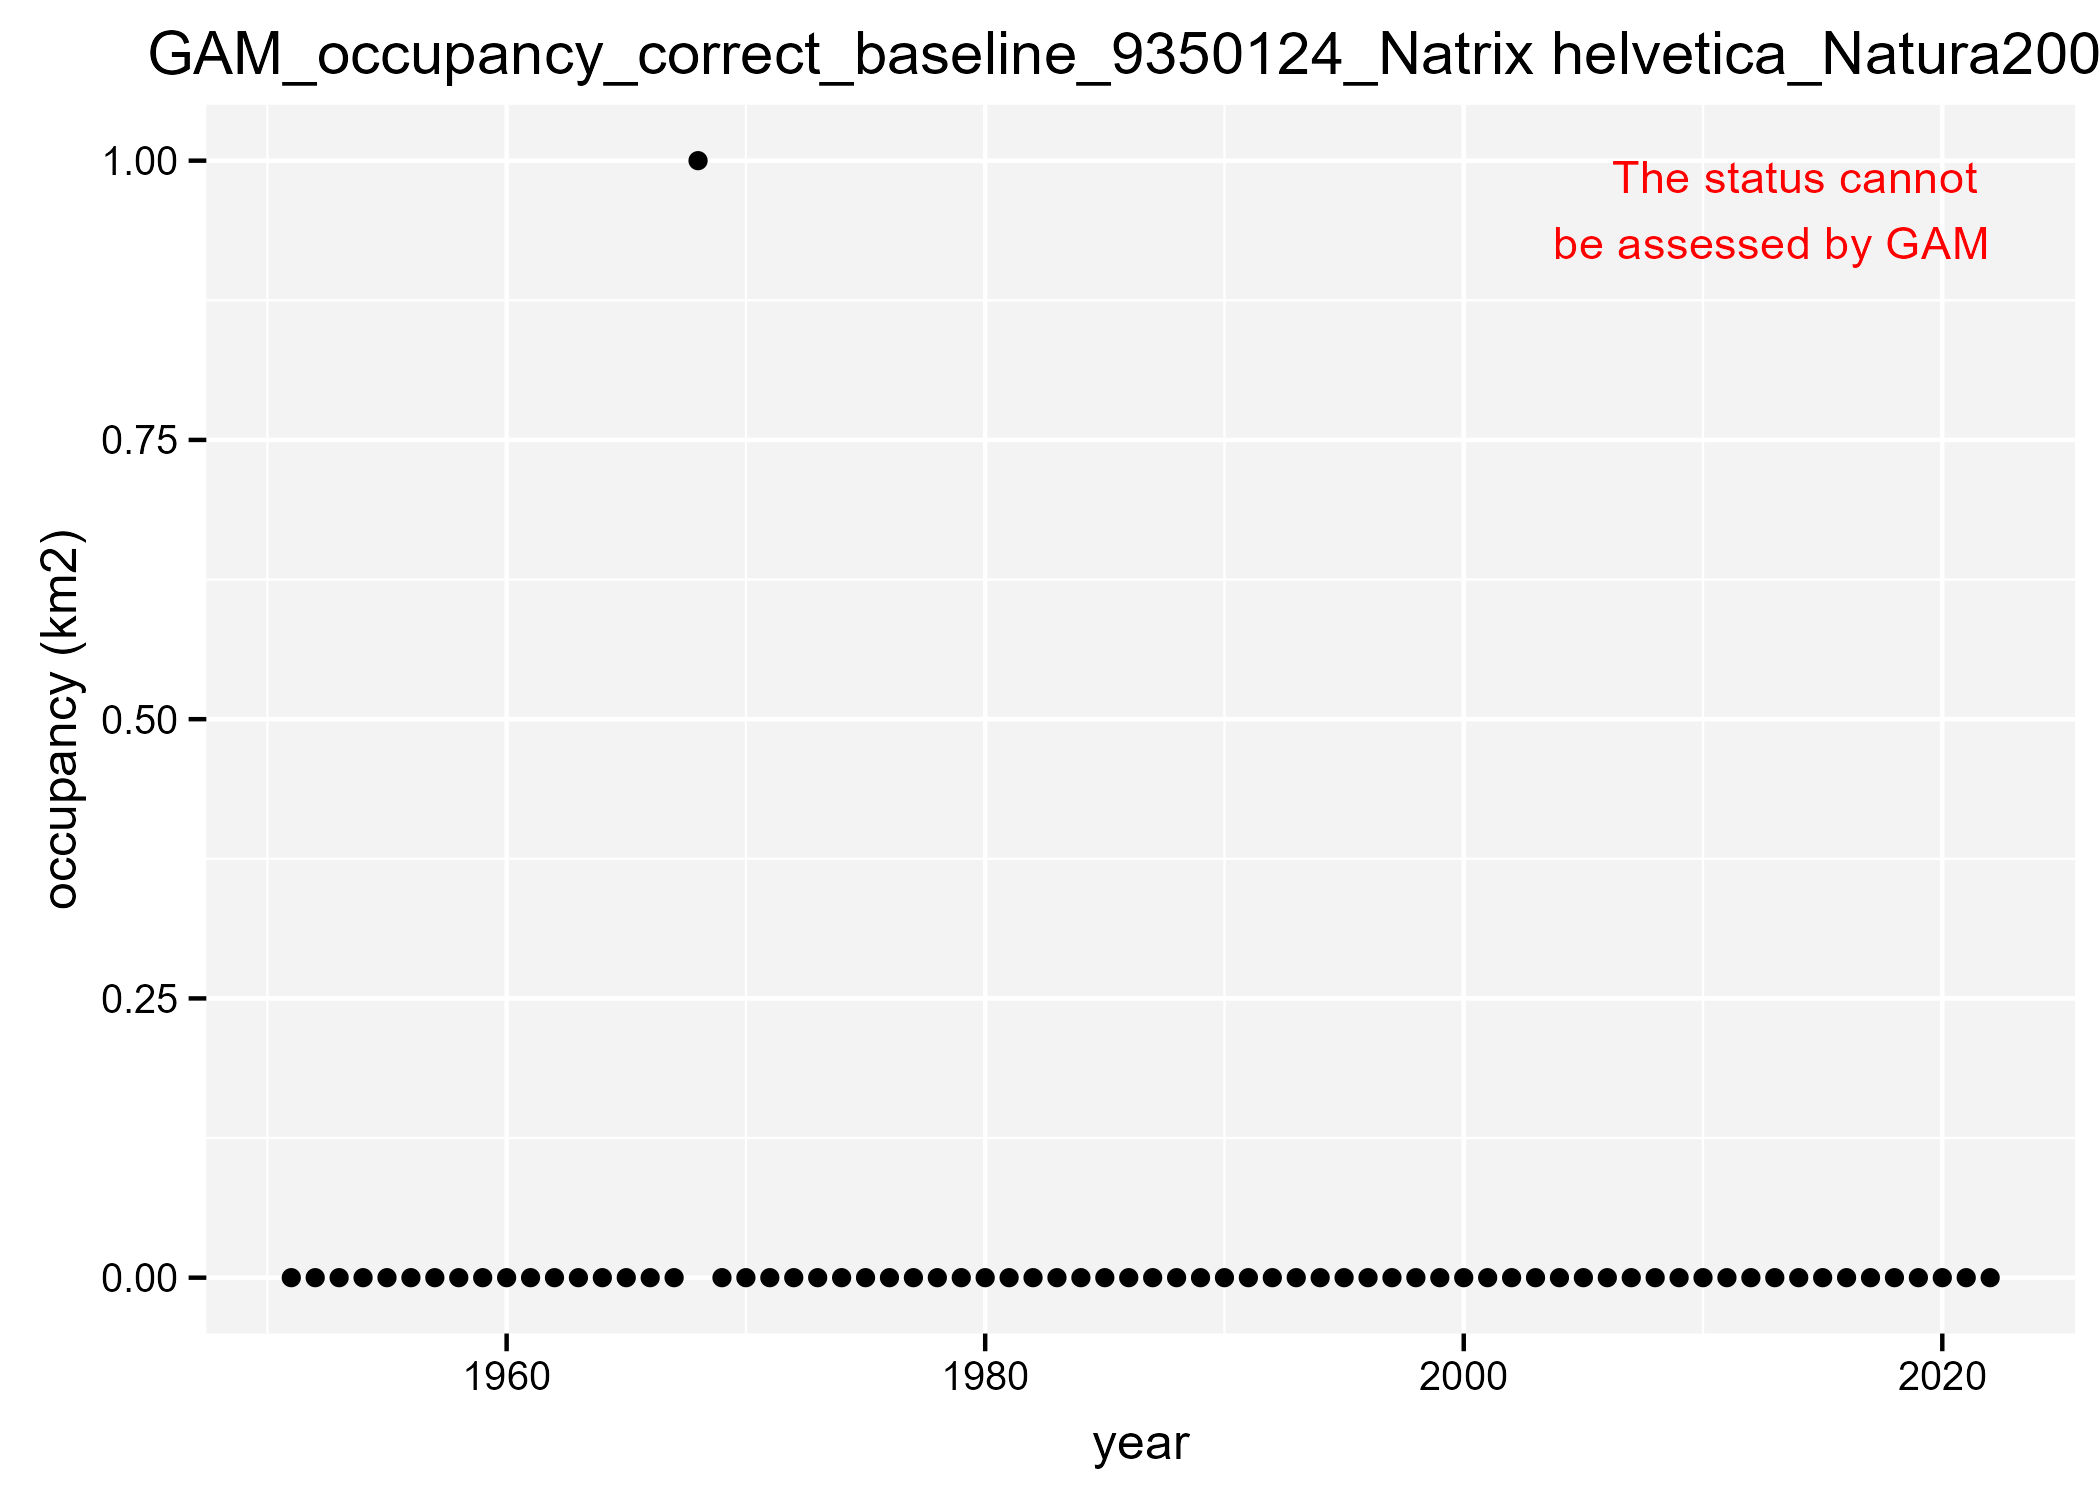 GAM_occupancy_correct_baseline_9350124_Natrix helvetica_Natura200
1.00
The status cannot
be assessed by GAM
0.75
occupancy (km2)
0.50
0.25
0.00
1960 1980 2000 2020
year